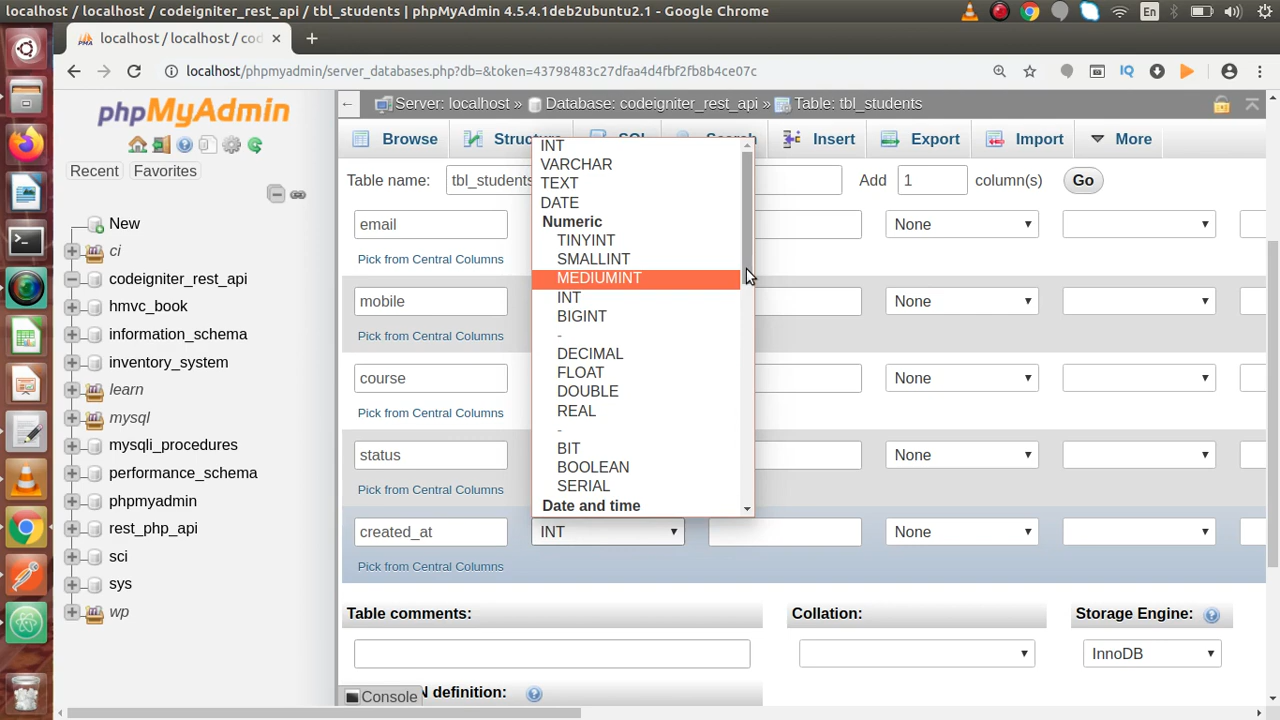 localhost / localhost / codeigniter_rest_api / tbl_students | phpMyAdmin 4.5.4.1deb2ubuntu2.1 - Google Chrome
En
localhost / localhost / cod
localhost/phpmyadmin/server_databases.php?db=&token=43798483c27dfaa4d4fbf2fb8b4ce07c
IQ
phpMyAdmin
Recent
Favorites
New
ci
codeigniter_rest_api
hmvc_book
information_schema
inventory_system
learn
mysql
mysqli_procedures
performance_schema
phpmyadmin
rest_php_api
sci
sys
wp
Server: localhost » Database: codeigniter_rest_api » Table: tbl_students
Browse
Structure
SQL
Search
Insert
Export
Import
More
Table name: tbl_students
Add 1 column(s) Go
INT
VARCHAR
TEXT
DATE
Numeric
TINYINT
SMALLINT
MEDIUMINT
INT
BIGINT
-
DECIMAL
FLOAT
DOUBLE
REAL
-
BIT
BOOLEAN
SERIAL
Date and time
email
None
Pick from Central Columns
mobile
None
Pick from Central Columns
course
None
Pick from Central Columns
status
None
Pick from Central Columns
created_at
INT
None
Pick from Central Columns
Table comments:
Collation:
Storage Engine:
InnoDB
Console
N definition: